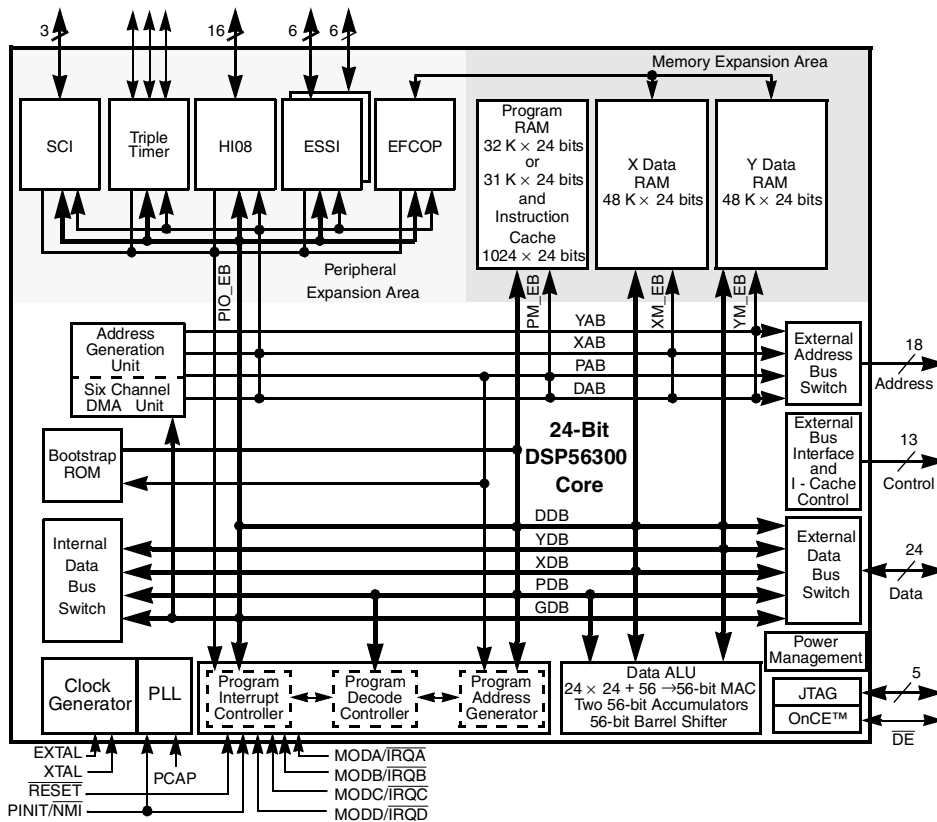 3
16
6
6
Memory Expansion Area
SCI
Triple
Timer
HI08
ESSI
EFCOP
Program
RAM
32 K × 24 bits
or
31 K × 24 bits
and
Instruction
Cache
1024 × 24 bits
X Data
RAM
48 K × 24 bits
Y Data
RAM
48 K × 24 bits
Peripheral
Expansion Area
PIO_EB
PM_EB
XM_EB
YM_EB
Address
Generation
Unit
Six Channel
DMA Unit
YAB
XAB
PAB
DAB
External
Address
Bus
Switch
18
Address
Bootstrap
ROM
24-Bit
DSP56300
Core
External
Bus
Interface
and
I - Cache
Control
13
Control
Internal
Data
Bus
Switch
DDB
YDB
XDB
PDB
GDB
External
Data
Bus
Switch
24
Data
Power
Management
Clock
Generator
PLL
Program
Interrupt
Controller
Program
Decode
Controller
Program
Address
Generator
Data ALU
24 × 24 + 56 →56-bit MAC
Two 56-bit Accumulators
56-bit Barrel Shifter
JTAG
OnCE™
5
DE
EXTAL
XTAL
RESET
PINIT/NMI
PCAP
MODA/IRQA
MODB/IRQB
MODC/IRQC
MODD/IRQD